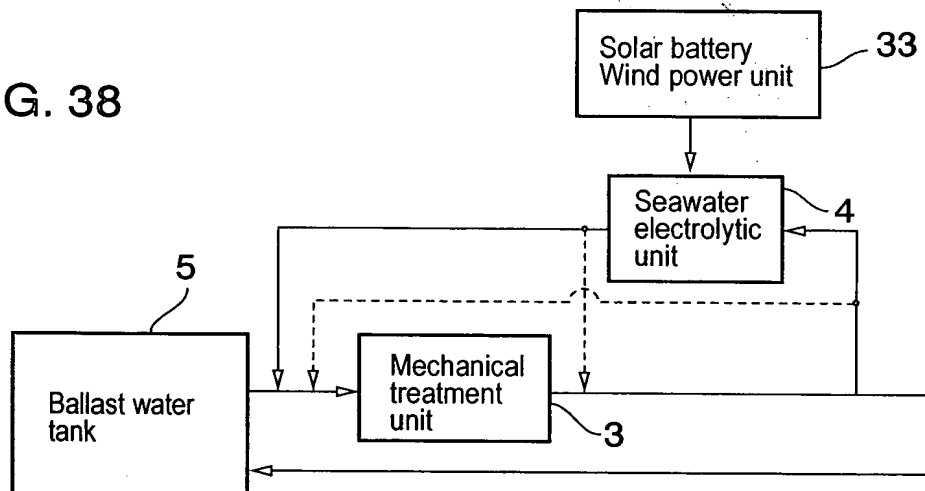 G. 38
Solar battery
Wind power unit
33
Seawater
electrolytic
unit
4
5
Ballast water
tank
Mechanical
treatment
unit
3